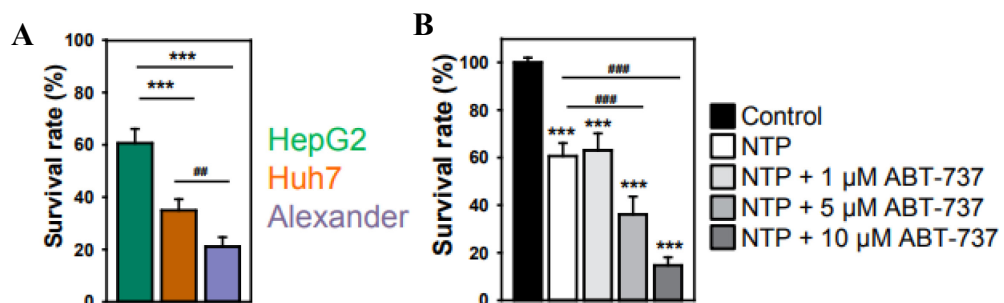 A
Survival rate (%)
100
80
60
40
20
0
***
***
##
HepG2
Huh7
Alexander
B
Survival rate (%)
100
80
60
40
20
0
###
###
***
***
***
***
Control
NTP
NTP + 1 µM ABT-737
NTP + 5 µM ABT-737
NTP + 10 µM ABT-737